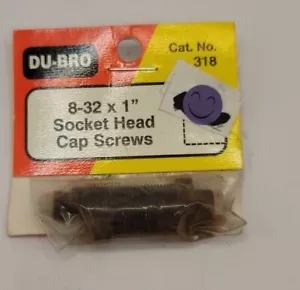 DU-BRO
Cat. No.
318
8-32 x 1"
Socket Head
Cap Screws